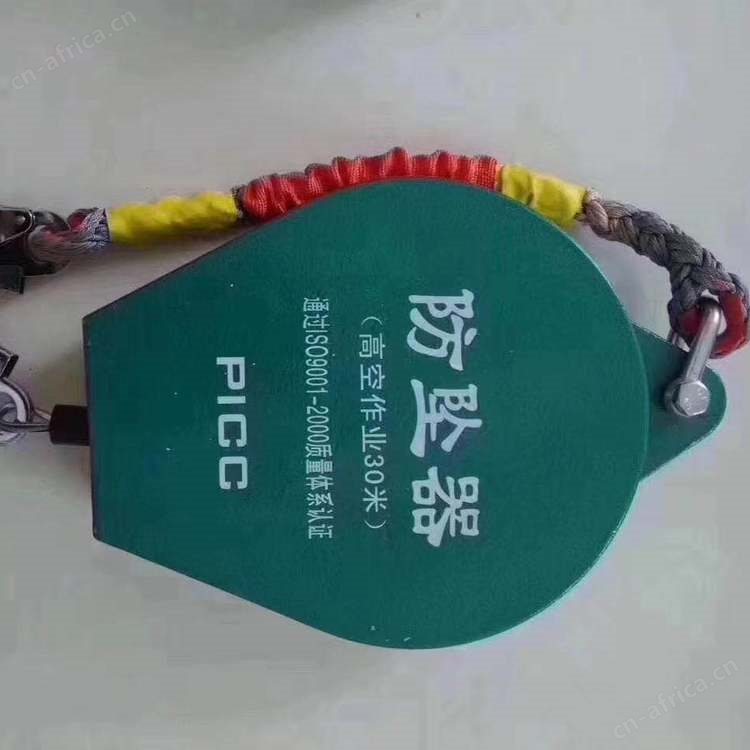 防坠器
（高空作业30米）
通过ISO9001-2000质量体系认证
PICC
cn-africa.cn
cn-africa.cn